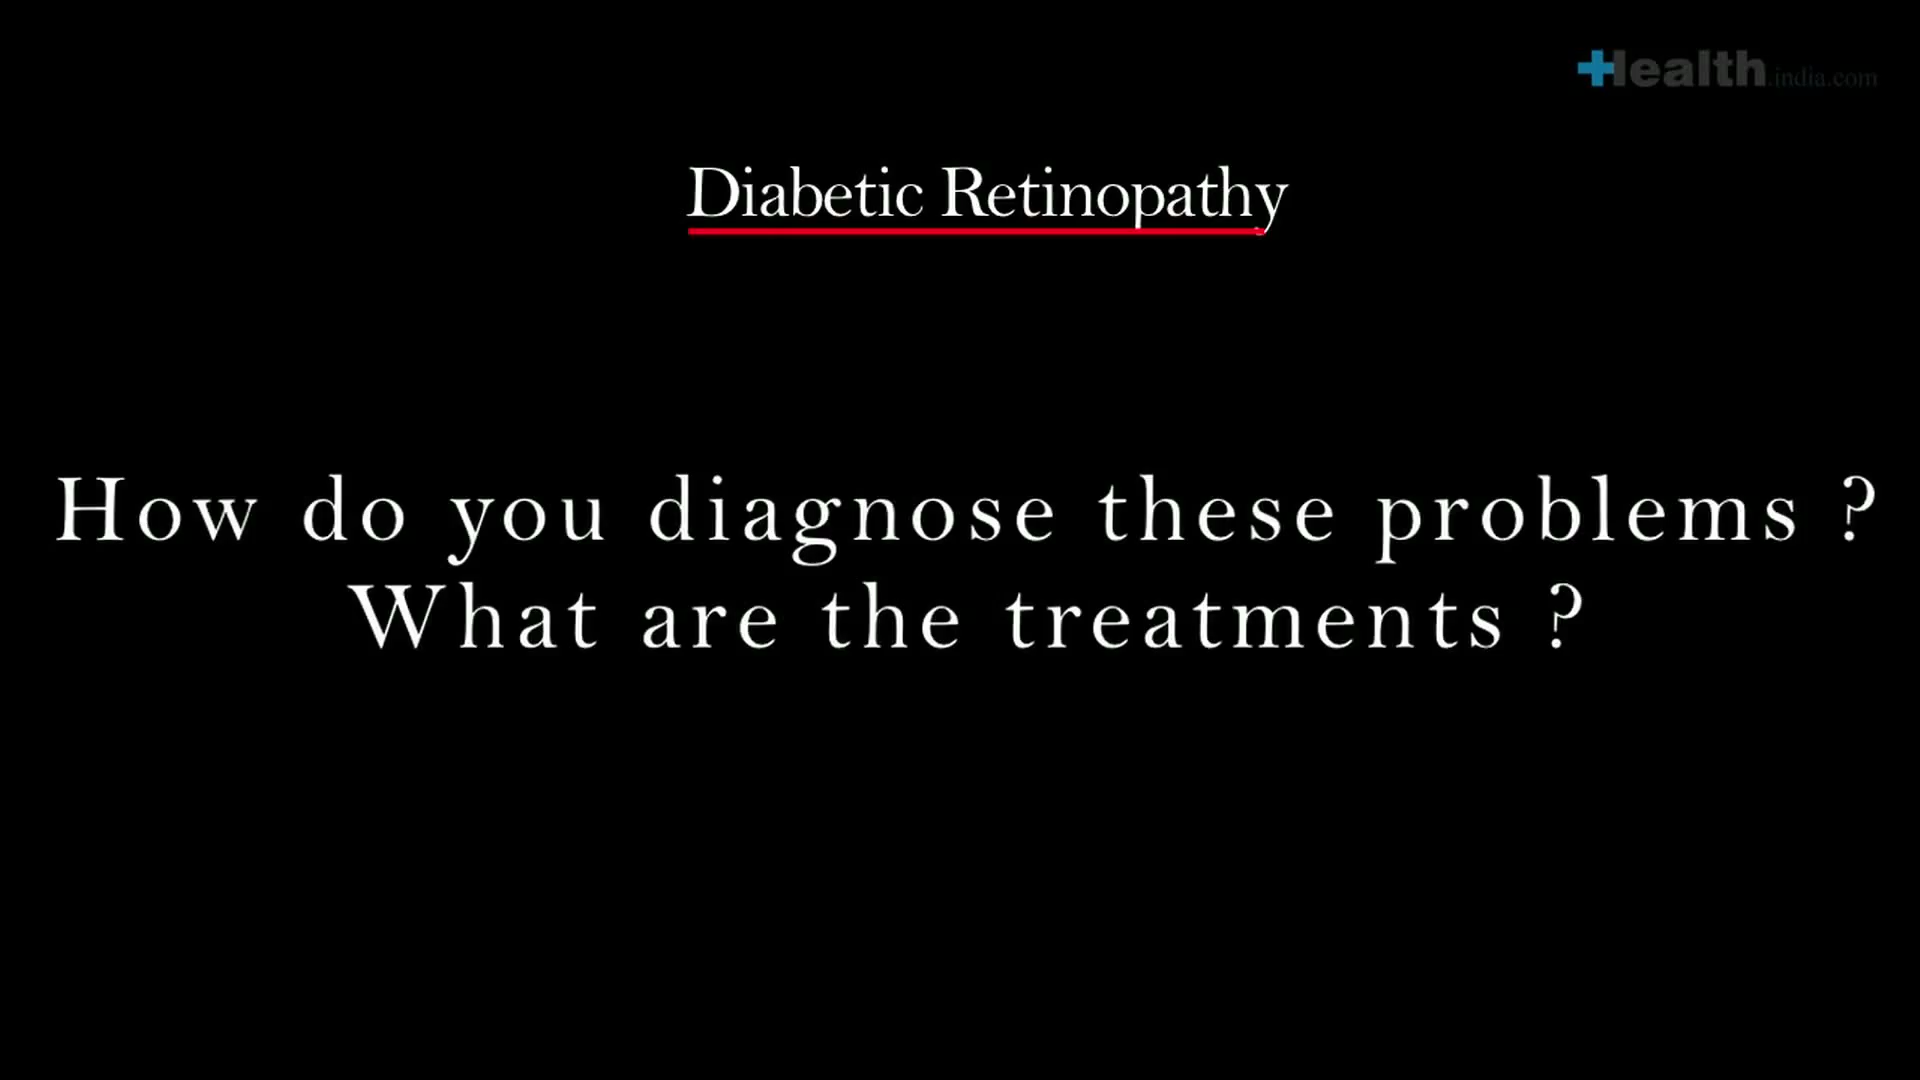 Health.india.com
Diabetic Retinopathy
How do you diagnose these problems ?
What are the treatments ?